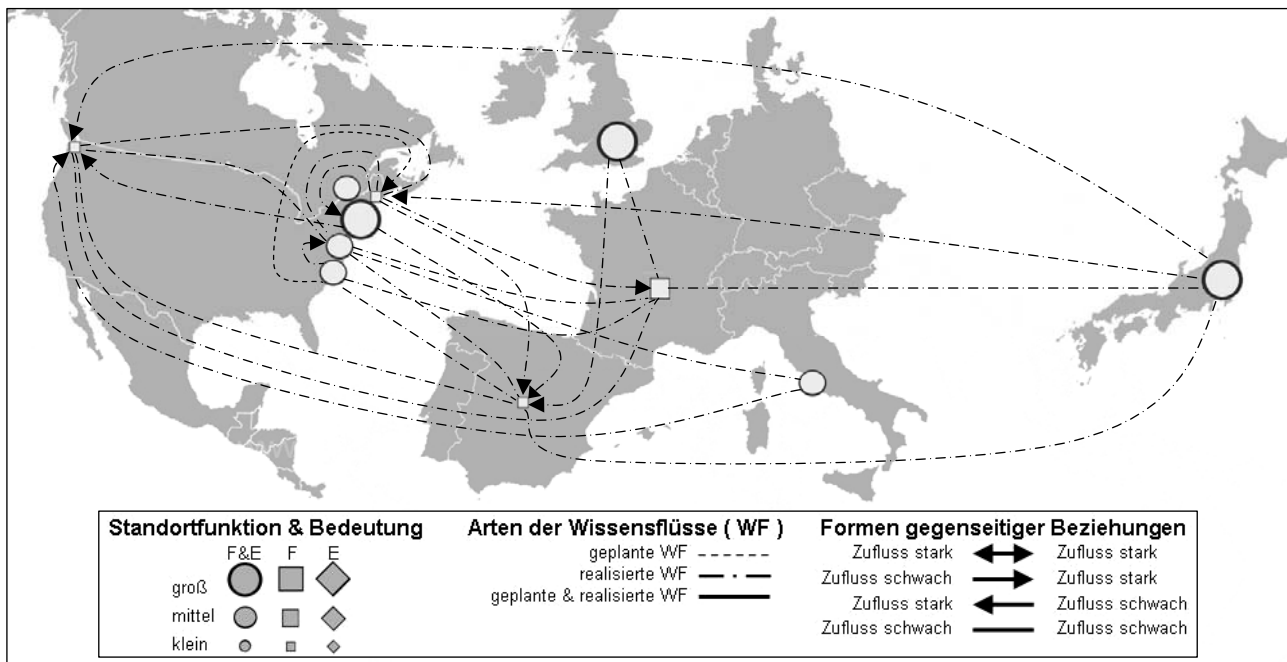 Standortfunktion & Bedeutung
F&E F E
groß
mittel
klein
Arten der Wissensflüsse ( WF )
geplante WF
realisierte WF
geplante & realisierte WF
Formen gegenseitiger Beziehungen
Zufluss stark Zufluss stark
Zufluss schwach Zufluss stark
Zufluss stark Zufluss schwach
Zufluss schwach Zufluss schwach